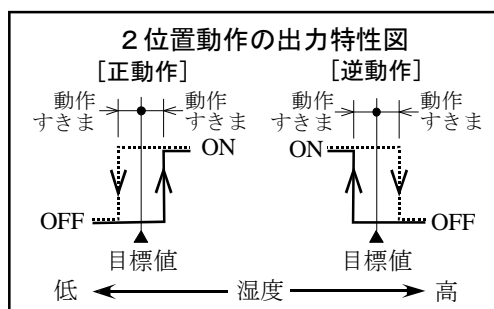 2位置動作の出力特性図
[正動作] [逆動作]
動作 動作 動作 動作
すきま すきま すきま すきま
ON ON
OFF OFF
目標値 目標値
低 湿度 高